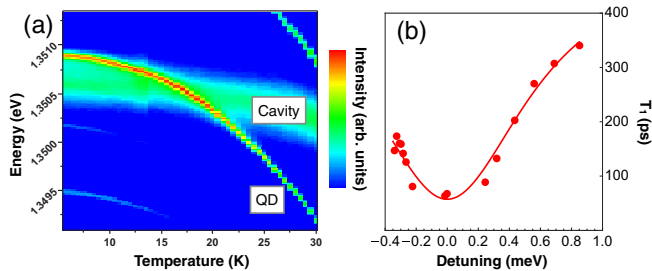 (a)
Energy (eV)
1.3510
1.3505
1.3500
1.3495
10
15
20
25
30
Temperature (K)
Cavity
QD
Intensity (arb. units)
(b)
400
300
200
100
T1 (ps)
−0.4
−0.2
0.0
0.2
0.4
0.6
0.8
1.0
Detuning (meV)